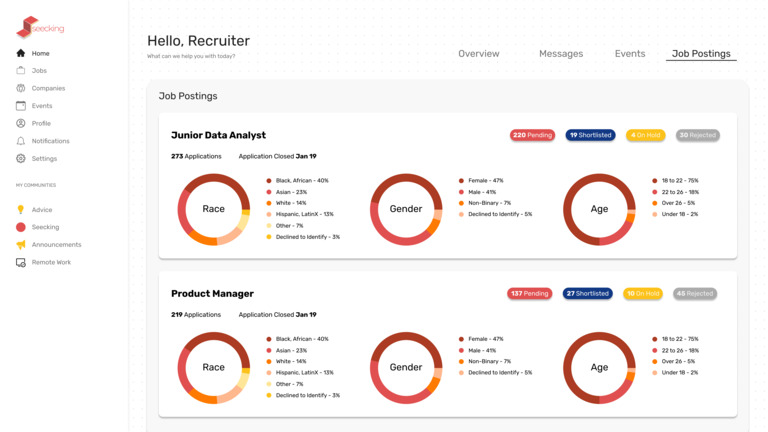 Seecking
Home
Jobs
Companies
Events
Profile
Notifications
Settings
MY COMMUNITIES
Advice
Seecking
Announcements
Remote Work
Hello, Recruiter
What can we help you with today?
Overview Messages Events Job Postings
Job Postings
Junior Data Analyst
220 Pending 19 Shortlisted 4 On Hold 30 Rejected
273 Applications Application Closed Jan 19
Race
Black, African - 40%
Asian - 23%
White - 14%
Hispanic, LatinX - 13%
Other - 7%
Declined to Identify - 3%
Gender
Female - 47%
Male - 41%
Non-Binary - 7%
Declined to Identify - 5%
Age
18 to 22 - 75%
22 to 26 - 18%
Over 26 - 5%
Under 18 - 2%
Product Manager
137 Pending 27 Shortlisted 10 On Hold 45 Rejected
219 Applications Application Closed Jan 19
Race
Black, African - 40%
Asian - 23%
White - 14%
Hispanic, LatinX - 13%
Other - 7%
Declined to Identify - 3%
Gender
Female - 47%
Male - 41%
Non-Binary - 7%
Declined to Identify - 5%
Age
18 to 22 - 75%
22 to 26 - 18%
Over 26 - 5%
Under 18 - 2%